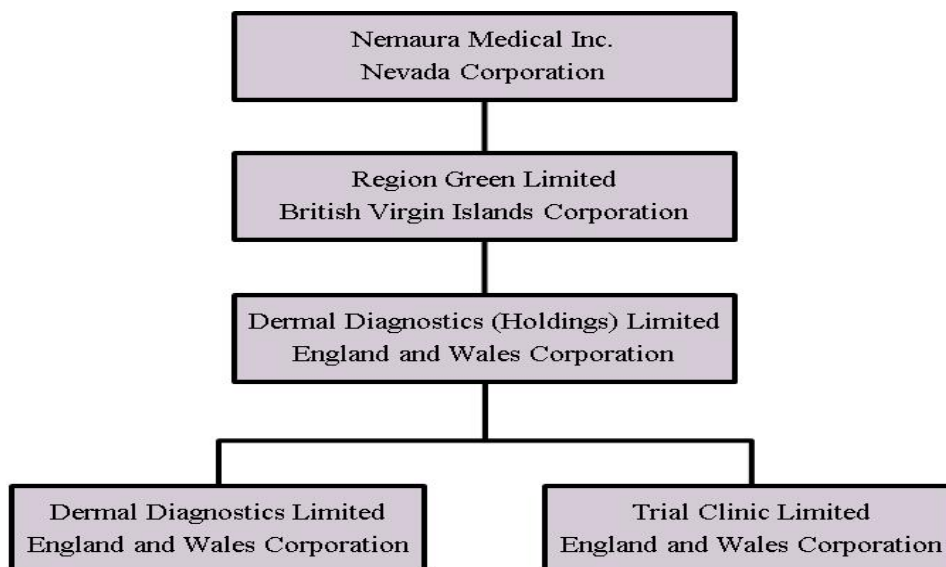 Nemaura Medical Inc.
Nevada Corporation
Region Green Limited
British Virgin Islands Corporation
Dermal Diagnostics (Holdings) Limited
England and Wales Corporation
Dermal Diagnostics Limited
England and Wales Corporation
Trial Clinic Limited
England and Wales Corporation